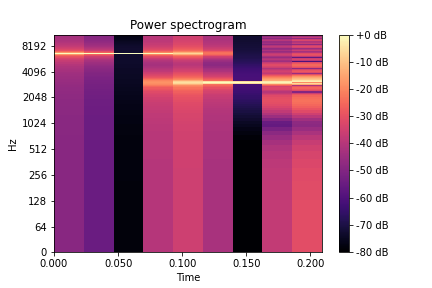 Power spectrogram
8192
4096
2048
1024
512
256
128
64
0
Hz
0.000 0.050 0.100 0.150 0.200
Time
+0 dB
-10 dB
-20 dB
-30 dB
-40 dB
-50 dB
-60 dB
-70 dB
-80 dB